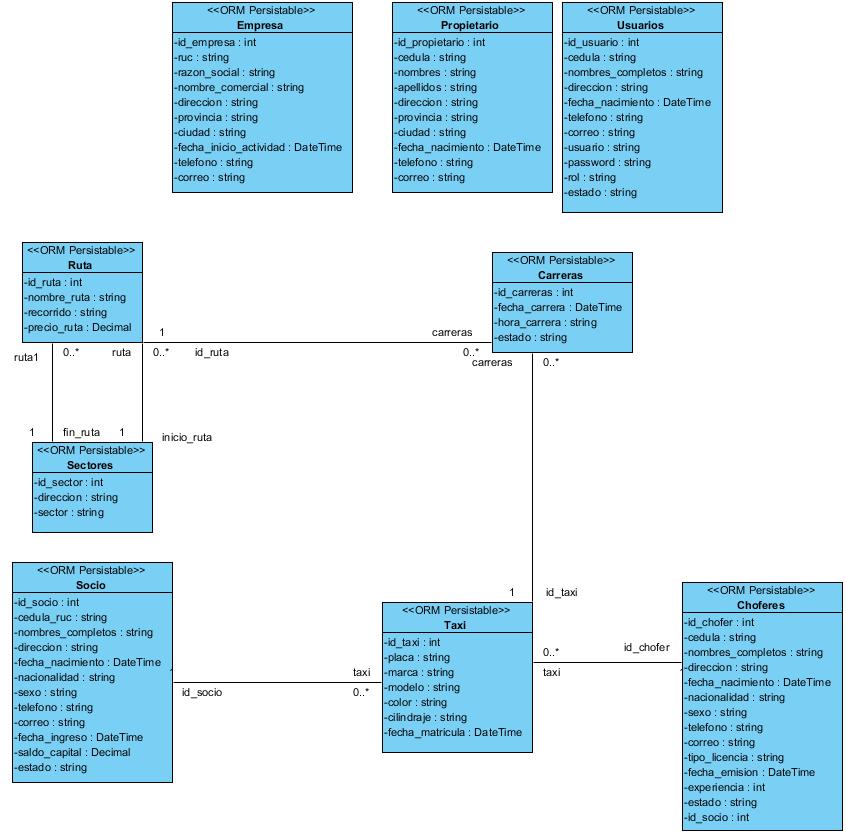 <<ORM Persistable>>
Empresa
-id_empresa : int
-ruc : string
-razon_social : string
-nombre_comercial : string
-direccion : string
-provincia : string
-ciudad : string
-fecha_inicio_actividad : DateTime
-telefono : string
-correo : string
<<ORM Persistable>>
Propietario
-id_propietario : int
-cedula : string
-nombres : string
-apellidos : string
-direccion : string
-provincia : string
-ciudad : string
-fecha_nacimiento : DateTime
-telefono : string
-correo : string
<<ORM Persistable>>
Usuarios
-id_usuario : int
-cedula : string
-nombres_completos : string
-direccion : string
-fecha_nacimiento : DateTime
-telefono : string
-correo : string
-usuario : string
-password : string
-rol : string
-estado : string
<<ORM Persistable>>
Ruta
-id_ruta : int
-nombre_ruta : string
-recorrido : string
-precio_ruta : Decimal
<<ORM Persistable>>
Carreras
-id_carreras : int
-fecha_carrera : DateTime
-hora_carrera : string
-estado : string
1
carreras
ruta1
0..*
ruta
0..*
id_ruta
0..*
carreras
0..*
1
fin_ruta
1
inicio_ruta
<<ORM Persistable>>
Sectores
-id_sector : int
-direccion : string
-sector : string
<<ORM Persistable>>
Socio
-id_socio : int
-cedula_ruc : string
-nombres_completos : string
-direccion : string
-fecha_nacimiento : DateTime
-nacionalidad : string
-sexo : string
-telefono : string
-correo : string
-fecha_ingreso : DateTime
-saldo_capital : Decimal
-estado : string
id_socio
taxi
0..*
1
id_taxi
<<ORM Persistable>>
Taxi
-id_taxi : int
-placa : string
-marca : string
-modelo : string
-color : string
-cilindraje : string
-fecha_matricula : DateTime
0..*
id_chofer
taxi
<<ORM Persistable>>
Choferes
-id_chofer : int
-cedula : string
-nombres_completos : string
-direccion : string
-fecha_nacimiento : DateTime
-nacionalidad : string
-sexo : string
-telefono : string
-correo : string
-tipo_licencia : string
-fecha_emision : DateTime
-experiencia : int
-estado : string
-id_socio : int